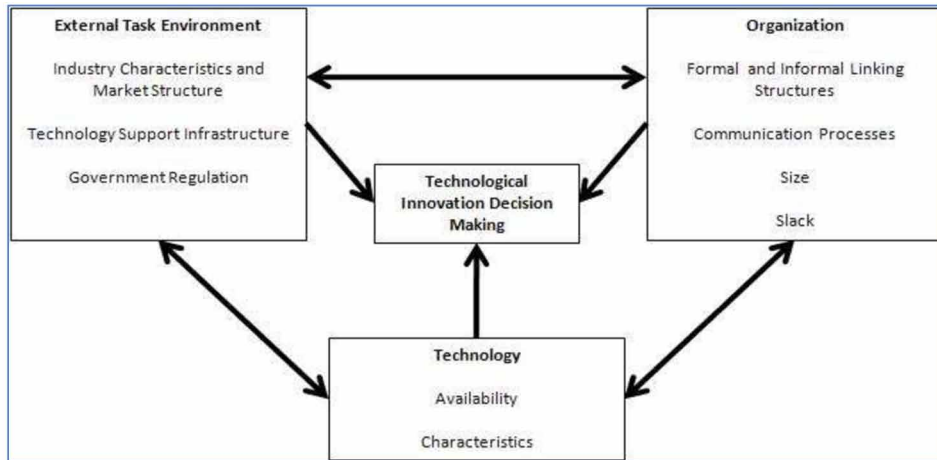 External Task Environment
Industry Characteristics and
Market Structure
Technology Support Infrastructure
Government Regulation
Organization
Formal and Informal Linking
Structures
Communication Processes
Size
Slack
Technological
Innovation Decision
Making
Technology
Availability
Characteristics